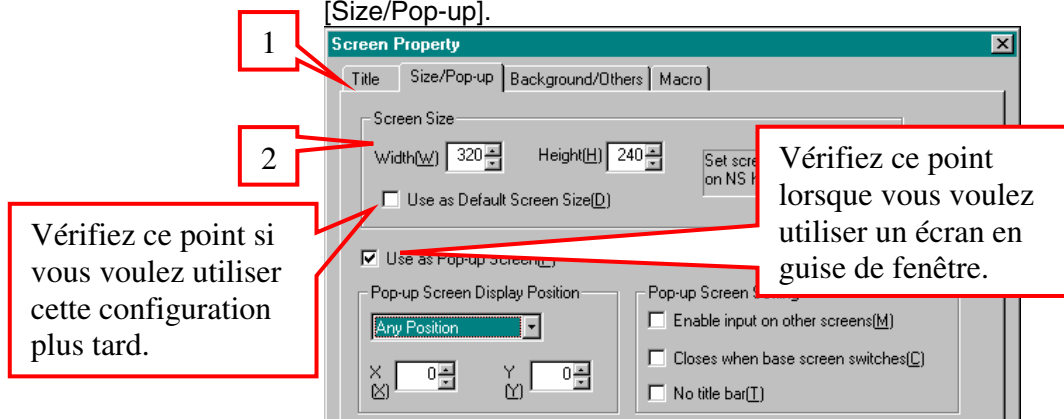 [Size/Pop-up].
1
Screen Property
Title Size/Pop-up Background/Others Macro
Screen Size
2
Width(W) 320 Height(H) 240
Set scre
on NS
Use as Default Screen Size(D)
Vérifiez ce point
lorsque vous voulez
utiliser un écran en
guise de fenêtre.
Vérifiez ce point si
vous voulez utiliser
cette configuration
plus tard.
Use as Pop-up Screen
Pop-up Screen Display Position
Any Position
X 0 Y 0
(X) (Y)
Pop-up Screen
Enable input on other screens(M)
Closes when base screen switches(C)
No title bar(T)